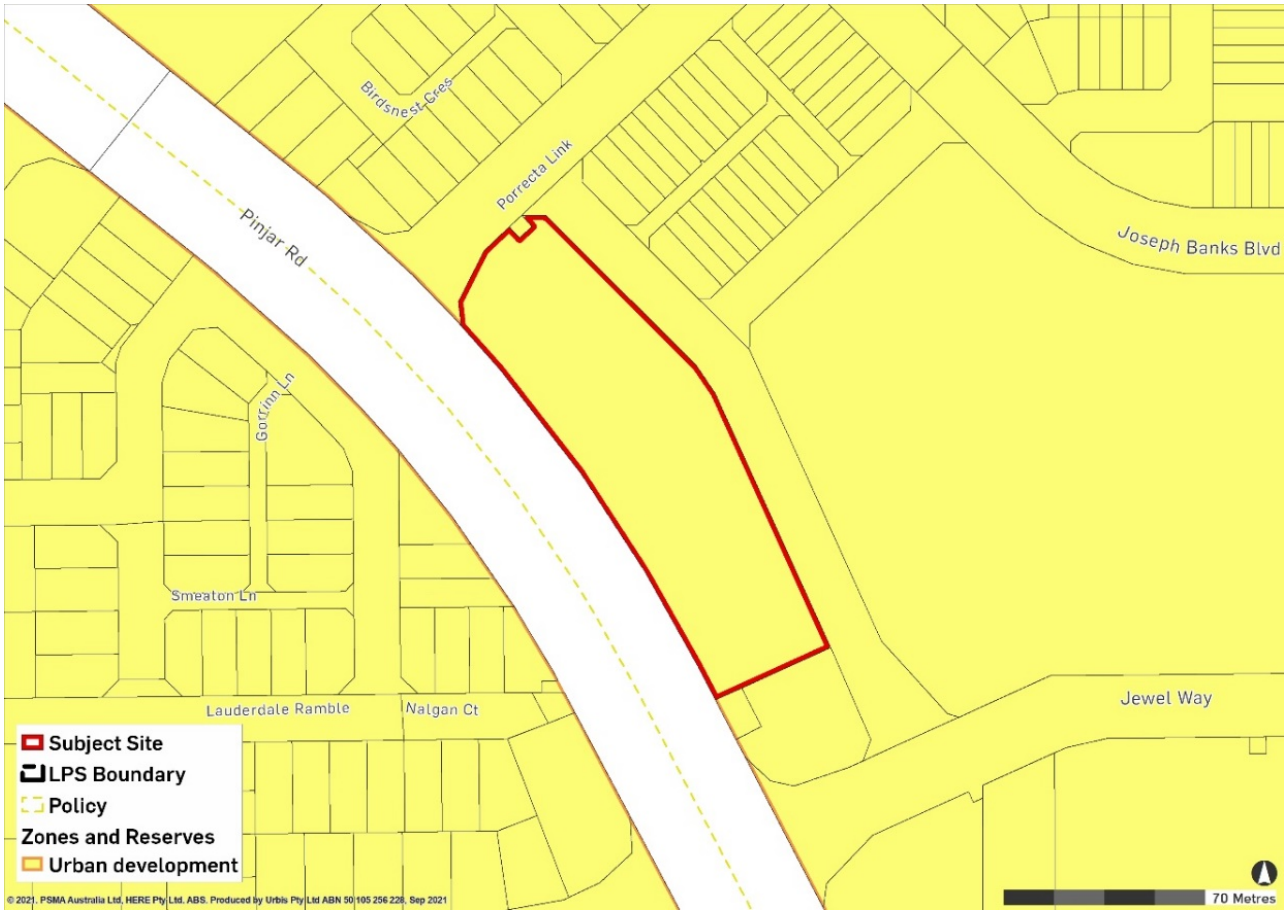 Birdsnest Cres
Porrecta Link
Pinjar Rd
Joseph Banks Blvd
Gorrinn Ln
Smeaton Ln
Lauderdale Ramble
Nalgan Ct
Jewel Way
Subject Site
LPS Boundary
Policy
Zones and Reserves
Urban development
© 2021. PSMA Australia Ltd, HERE Pty Ltd. ABS. Produced by Urbis Pty Ltd ABN 50 105 256 228, Sep 2021
70 Metres